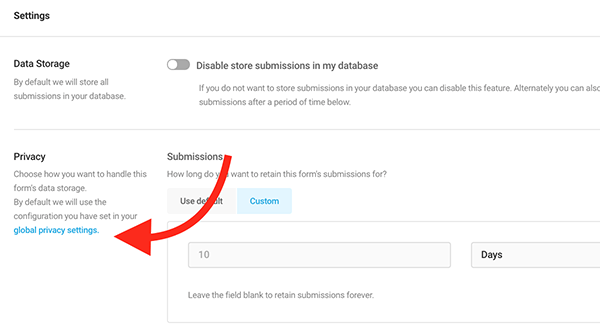 Settings
Data Storage
By default we will store all
submissions in your database.
Disable store submissions in my database
If you do not want to store submissions in your database you can disable this feature. Alternately you can also
submissions after a period of time below.
Privacy
Choose how you want to handle this
form's data storage.
By default we will use the
configuration you have set in your
global privacy settings.
Submissions
How long do you want to retain this form's submissions for?
Use default
Custom
10
Days
Leave the field blank to retain submissions forever.